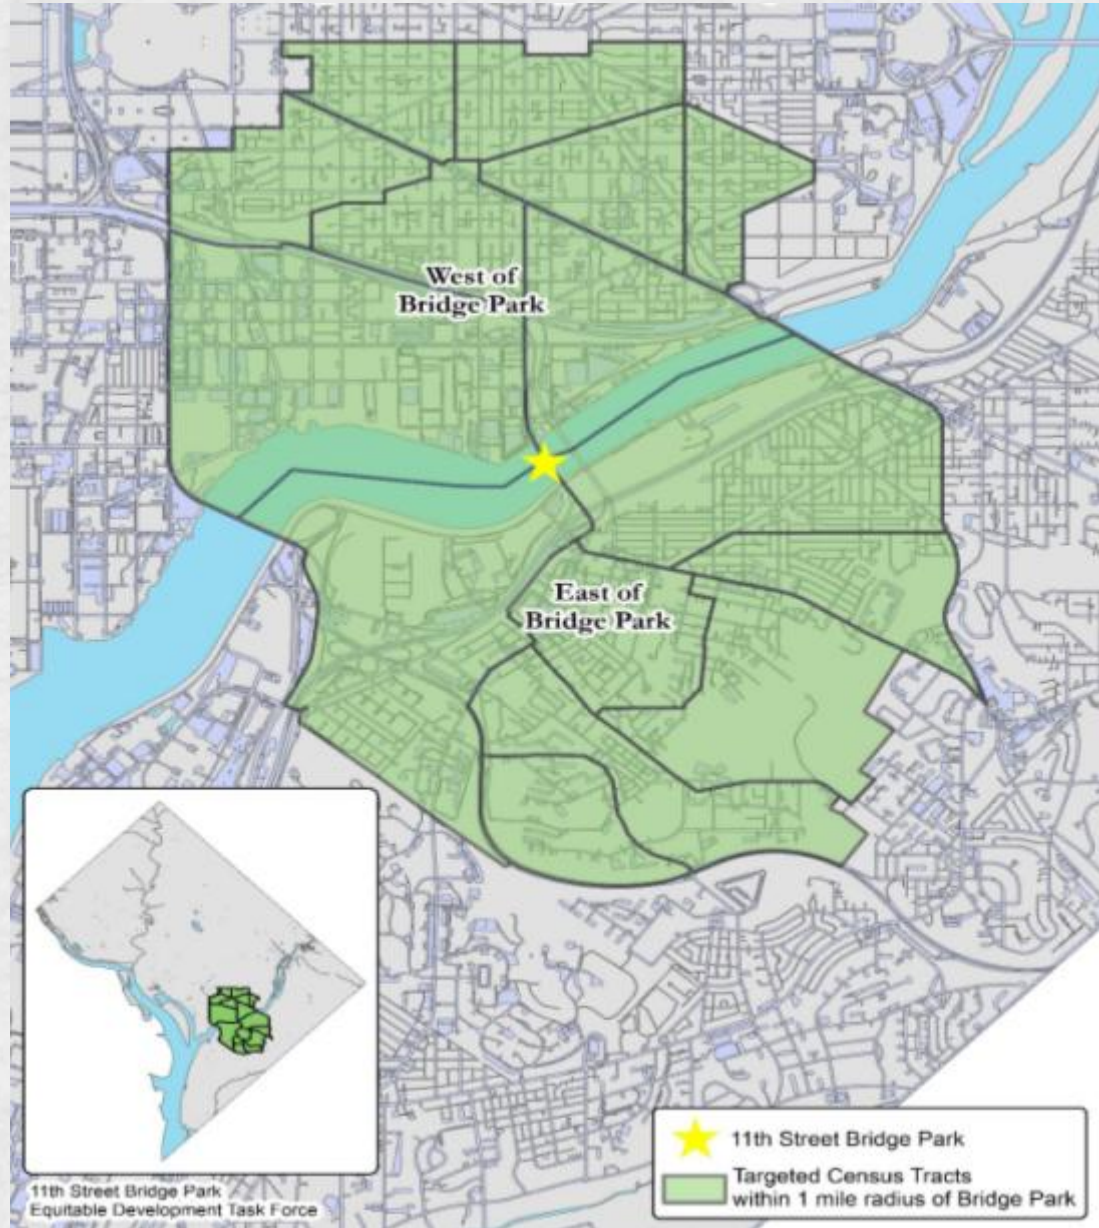 West of
Bridge Park
East of
Bridge Park
11th Street Bridge Park
Targeted Census Tracts
within 1 mile radius of Bridge Park
11th Street Bridge Park
Equitable Development Task Force